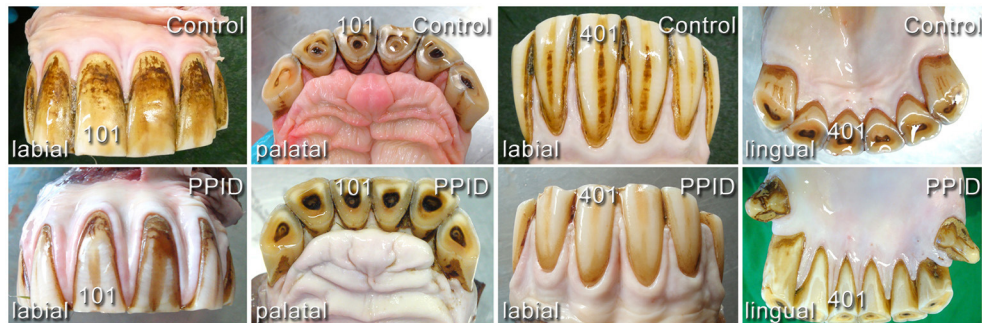 Control
101
labial
101
Control
palatal
Control
401
labial
Control
401
lingual
PPID
101
labial
101
PPID
palatal
PPID
401
labial
PPID
401
lingual